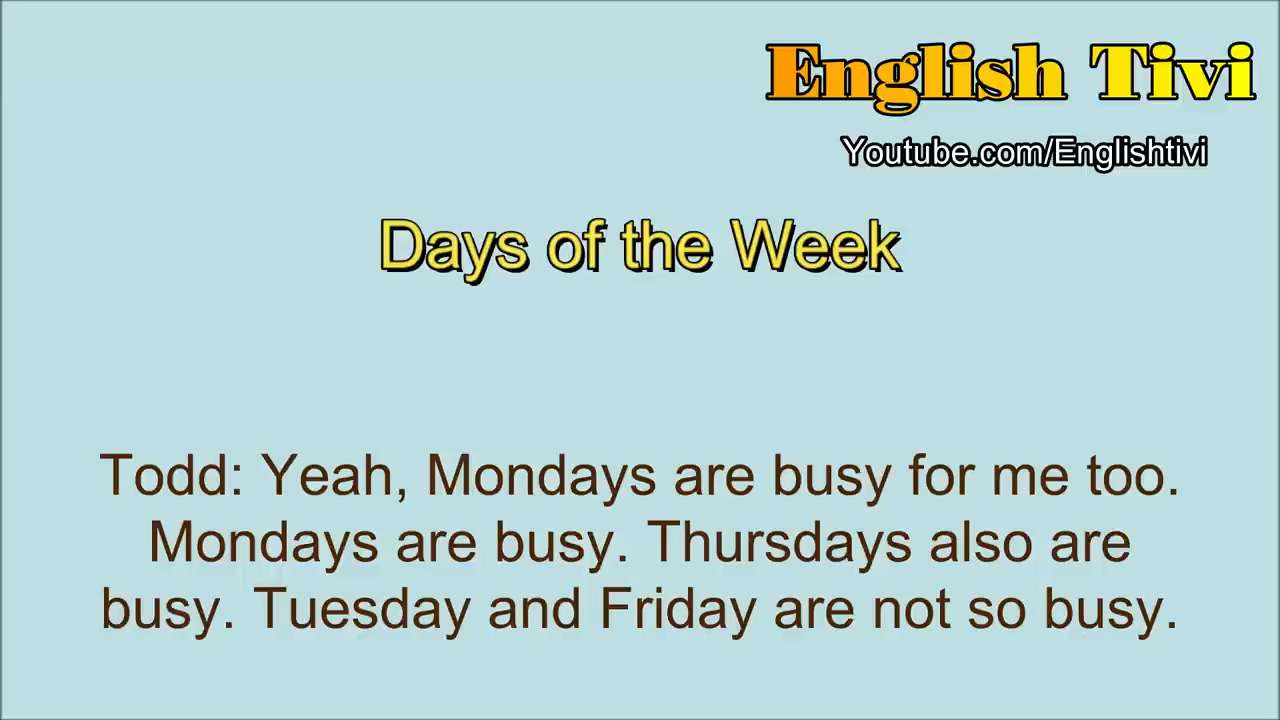 English Tivi
Youtube.com/Englishtivi
Days of the Week
Todd: Yeah, Mondays are busy for me too.
Mondays are busy. Thursdays also are
busy. Tuesday and Friday are not so busy.